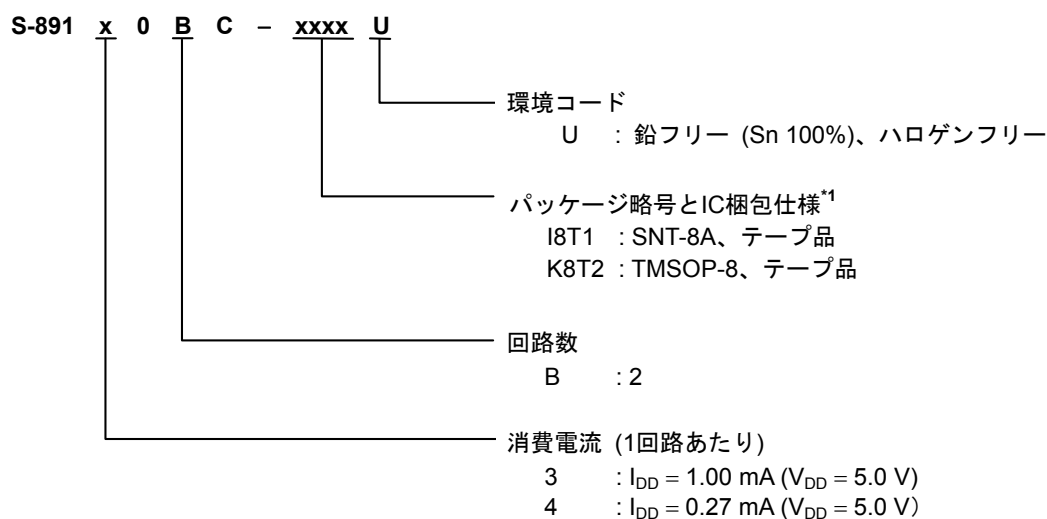 S-891 x 0 B C – xxxx U
環境コード
U : 鉛フリー (Sn 100%)、ハロゲンフリー
パッケージ略号とIC梱包仕様*1
I8T1 : SNT-8A、テープ品
K8T2 : TMSOP-8、テープ品
回路数
B : 2
消費電流 (1回路あたり)
3 : IDD = 1.00 mA (VDD = 5.0 V)
4 : IDD = 0.27 mA (VDD = 5.0 V)